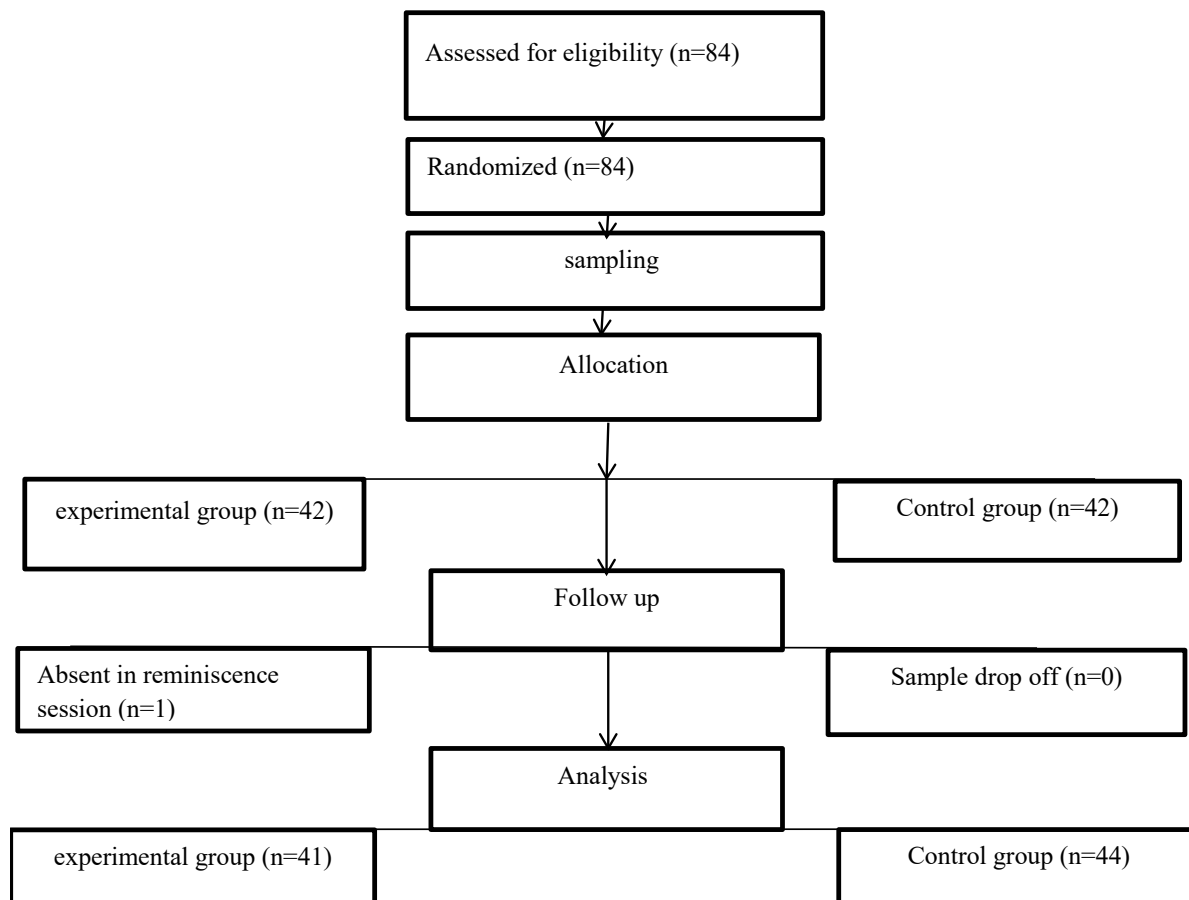 Assessed for eligibility (n=84)
Randomized (n=84)
sampling
Allocation
experimental group (n=42)
Control group (n=42)
Follow up
Absent in reminiscence
session (n=1)
Sample drop off (n=0)
Analysis
experimental group (n=41)
Control group (n=44)